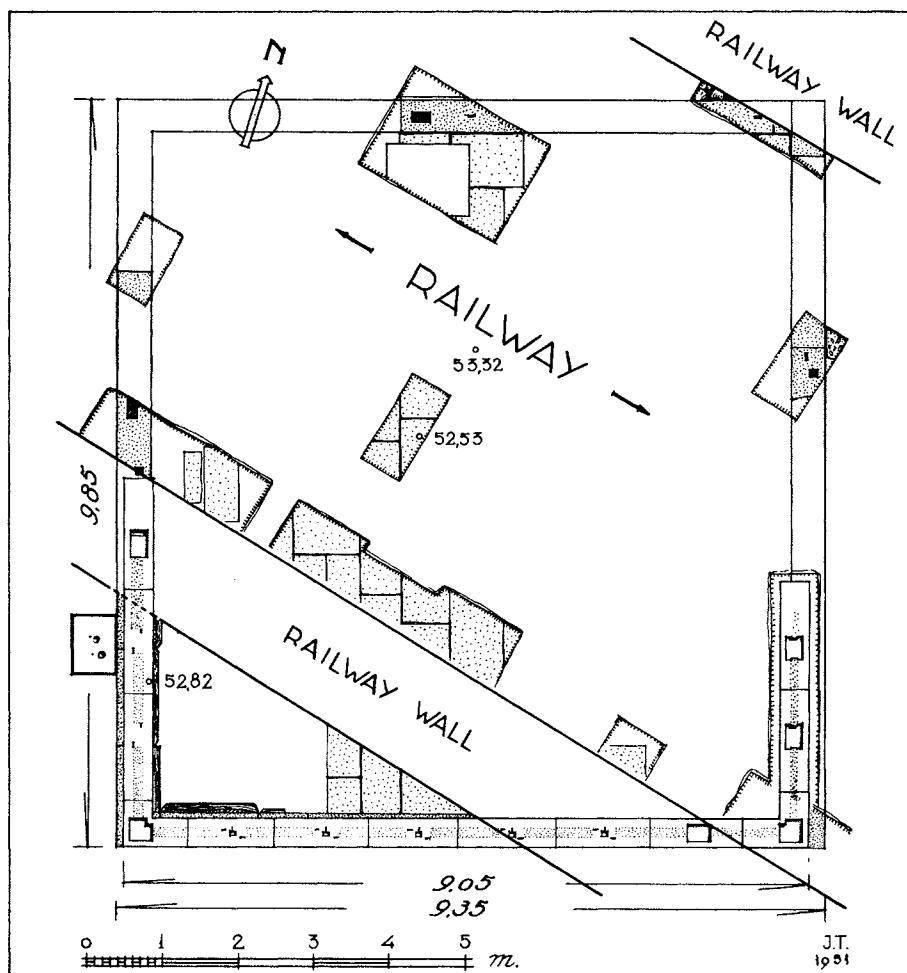 N
RAILWAY WALL
RAILWAY
53,32
52,53
9,85
RAILWAY WALL
52,82
9.05
9.35
0 1 2 3 4 5 m.
J.T.
1951